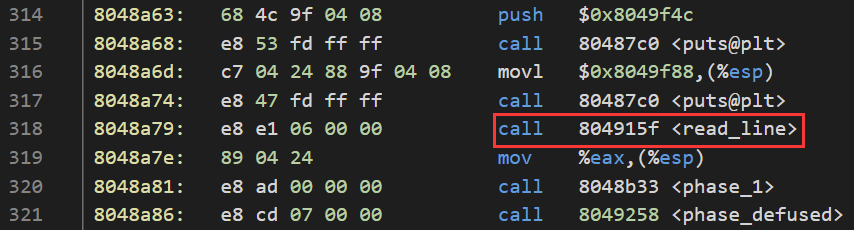 314 8048a63: 68 4c 9f 04 08 push $0x8049f4c
315 8048a68: e8 53 fd ff ff call 80487c0 <puts@plt>
316 8048a6d: c7 04 24 88 9f 04 08 movl $0x8049f88,(%esp)
317 8048a74: e8 47 fd ff ff call 80487c0 <puts@plt>
318 8048a79: e8 e1 06 00 00 call 804915f <read_line>
319 8048a7e: 89 04 24 mov %eax,(%esp)
320 8048a81: e8 ad 00 00 00 call 8048b33 <phase_1>
321 8048a86: e8 cd 07 00 00 call 8049258 <phase_defused>